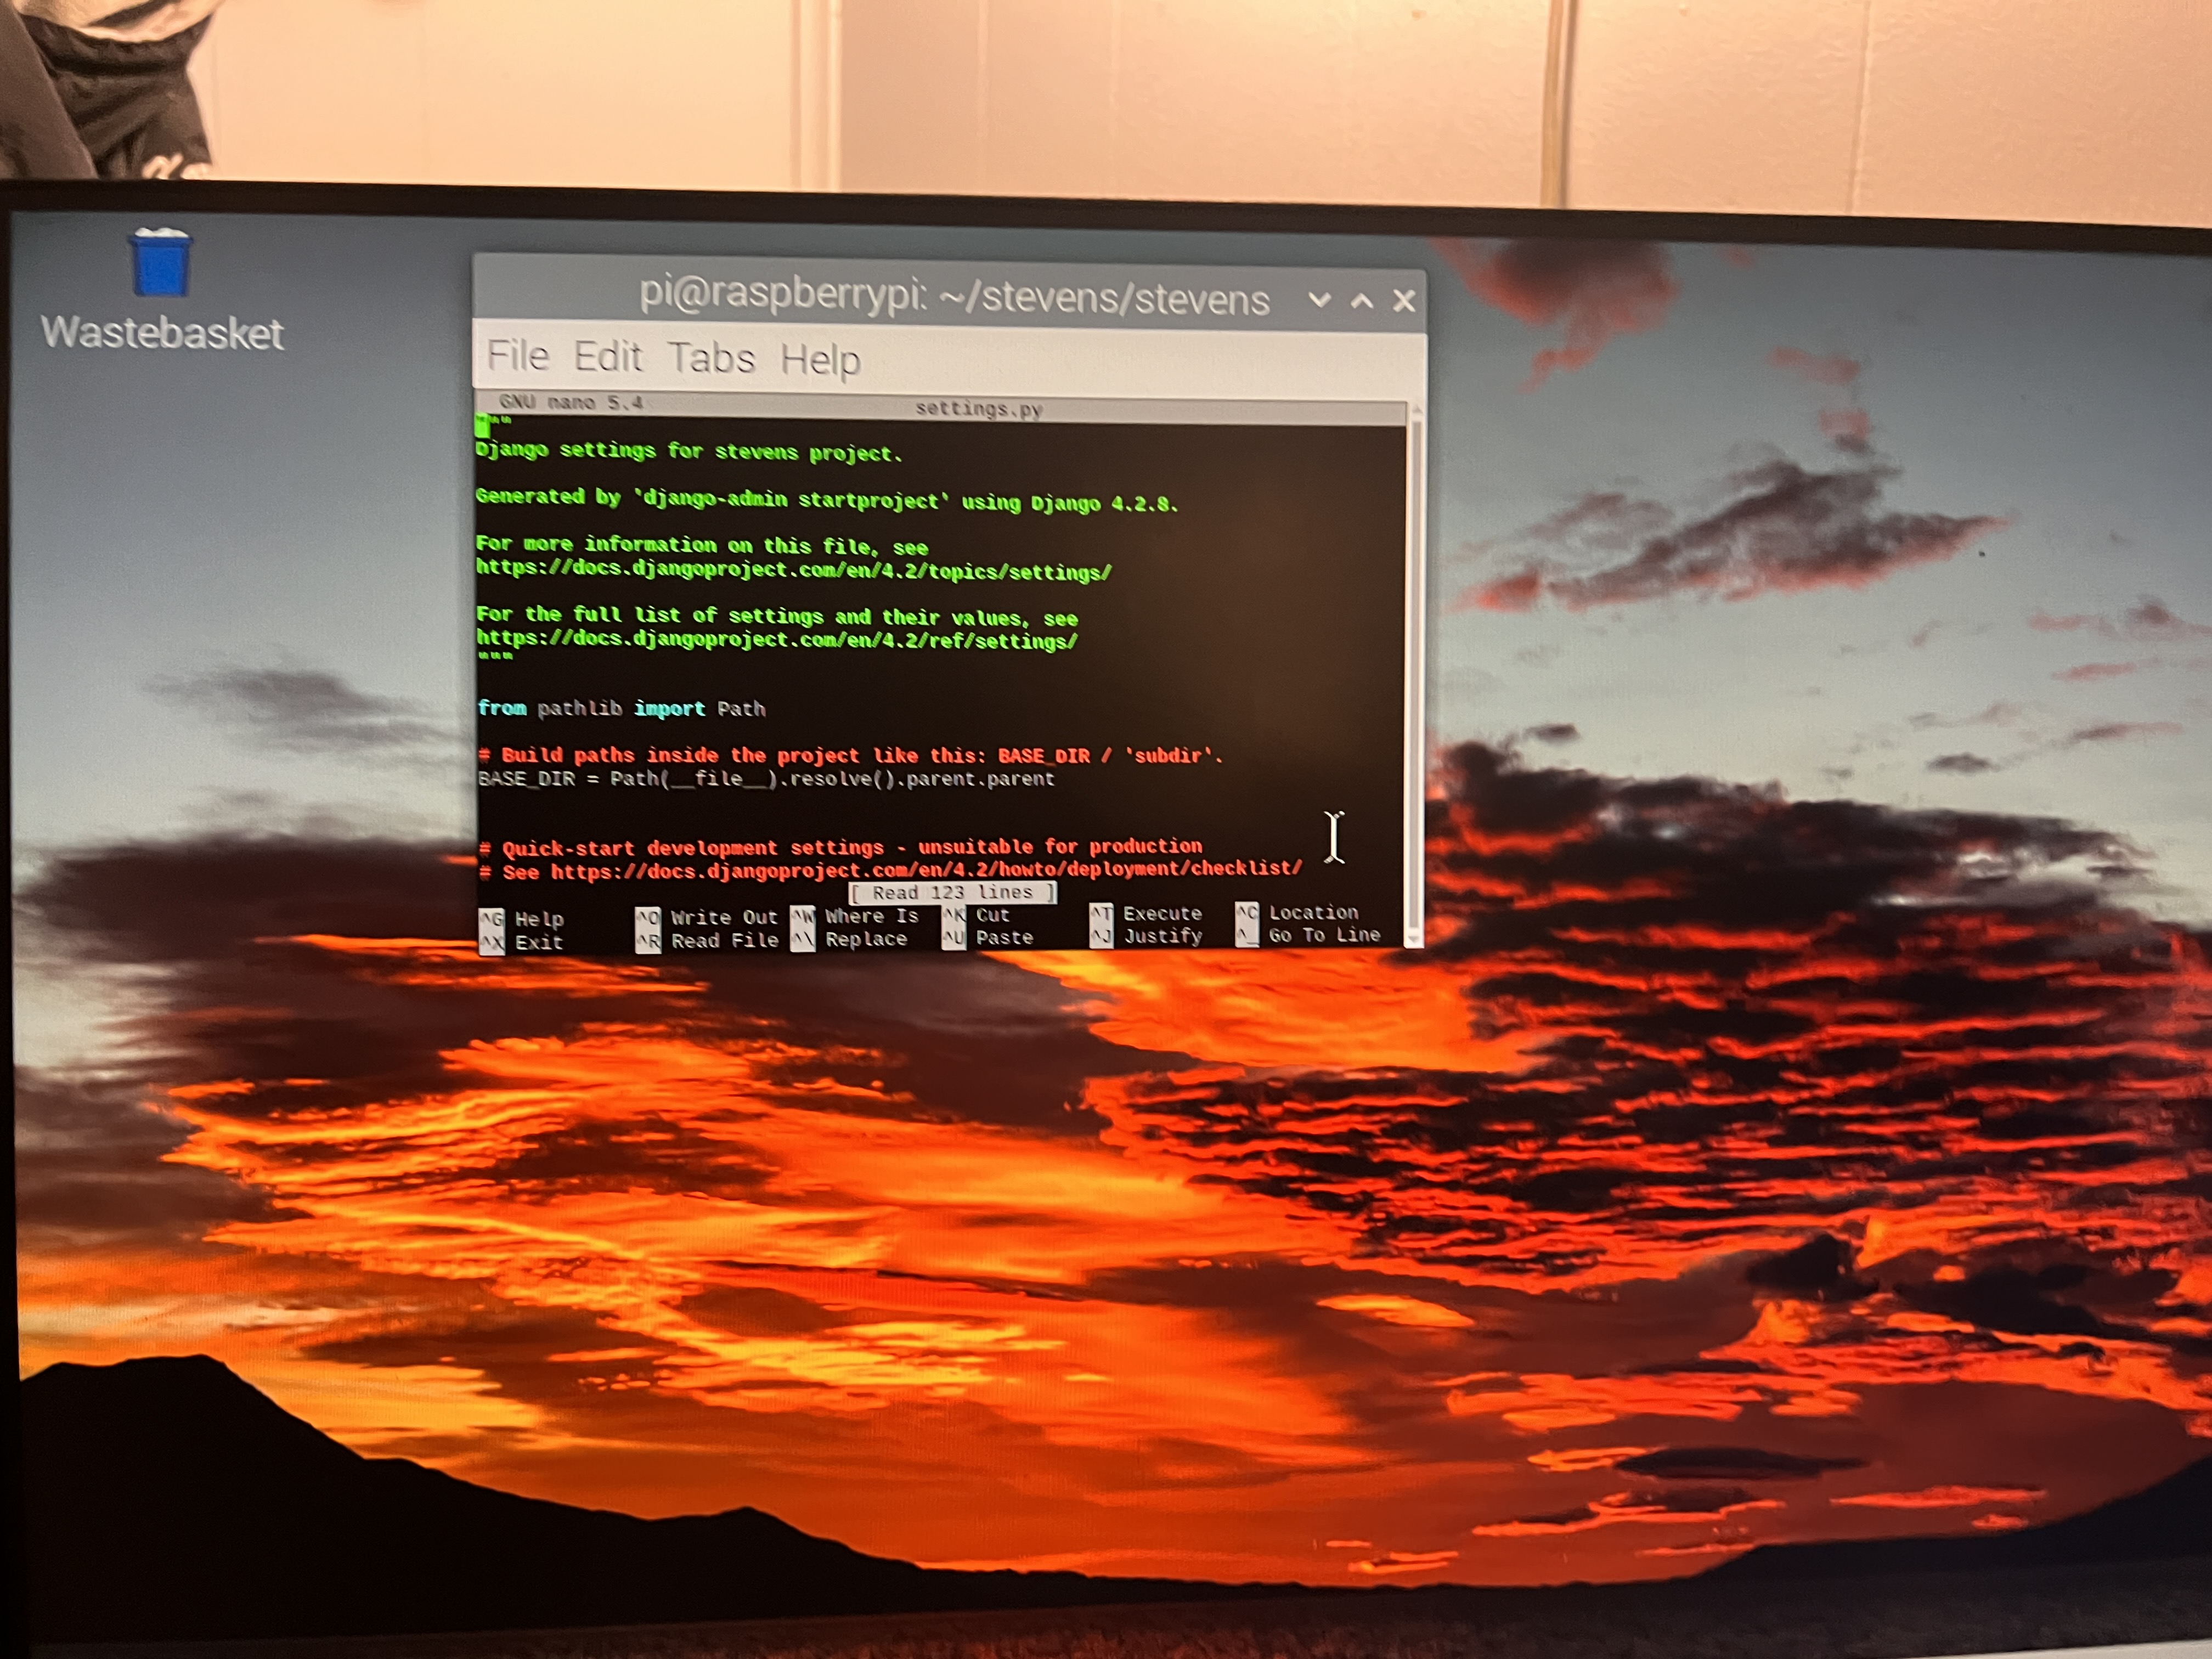 Wastebasket
pi@raspberrypi: ~/stevens/stevens
File Edit Tabs Help
GNU nano 5.4 settings.py
"""
Django settings for stevens project.
Generated by 'django-admin startproject' using Django 4.2.8.
For more information on this file, see
https://docs.djangoproject.com/en/4.2/topics/settings/
For the full list of settings and their values, see
https://docs.djangoproject.com/en/4.2/ref/settings/
"""
from pathlib import Path
# Build paths inside the project like this: BASE_DIR / 'subdir'.
BASE_DIR = Path(__file__).resolve().parent.parent
# Quick-start development settings - unsuitable for production
# See https://docs.djangoproject.com/en/4.2/howto/deployment/checklist/
[ Read 123 lines ]
^G Help ^O Write Out ^W Where Is ^K Cut ^T Execute ^C Location
^X Exit ^R Read File ^\ Replace ^U Paste ^J Justify ^_ Go To Line